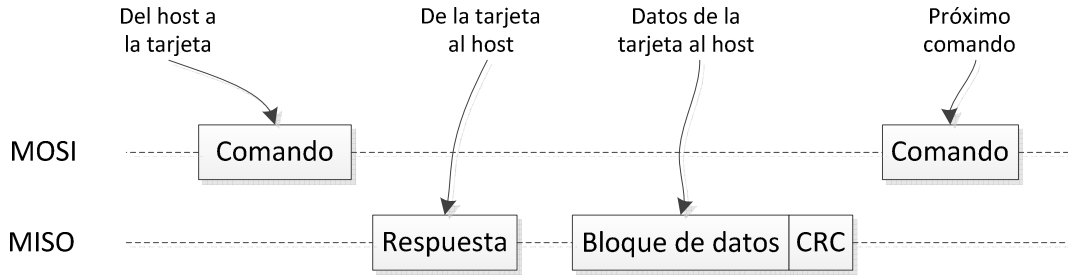 Del host a
la tarjeta
De la tarjeta
al host
Datos de la
tarjeta al host
Próximo
comando
MOSI
Comando
Comando
MISO
Respuesta
Bloque de datos
CRC